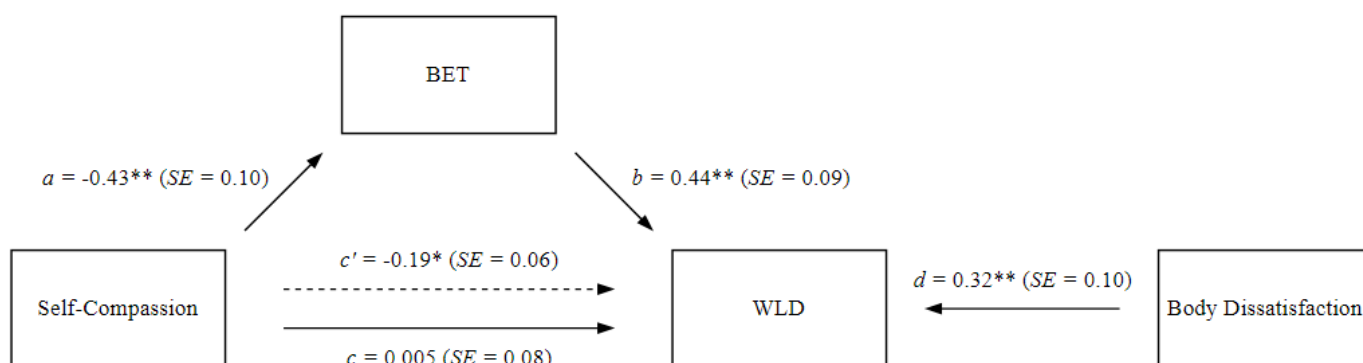 BET
a = -0.43** (SE = 0.10)
b = 0.44** (SE = 0.09)
c' = -0.19* (SE = 0.06)
d = 0.32** (SE = 0.10)
Self-Compassion
WLD
Body Dissatisfaction
c = 0.005 (SE = 0.08)